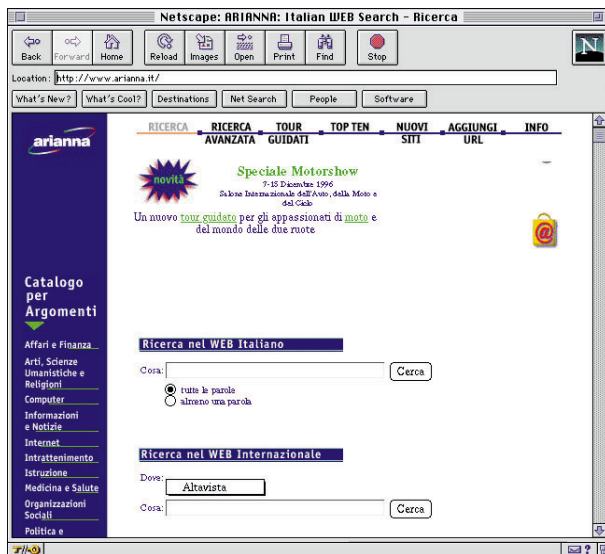 Netscape: ARIANNA: Italian WEB Search - Ricerca
Back
Forward
Home
Reload
Images
Open
Print
Find
Stop
N
Location: http://www.arianna.it/
What's New?
What's Cool?
Destinations
Net Search
People
Software
arianna
RICERCA
RICERCA AVANZATA
TOUR GUIDATI
TOP TEN
NUOVI SITI
AGGIUNGI URL
INFO
novità
Speciale Motorshow
7-15 Dicembre 1996
Salone Internazionale dell'Auto, della Moto e
del Ciclo
Un nuovo tour guidato per gli appassionati di moto e
del mondo delle due ruote
@
Catalogo
per
Argomenti
Affari e Finanza
Arti, Scienze
Umanistiche e
Religioni
Computer
Informazioni
e Notizie
Internet
Intrattenimento
Istruzione
Medicina e Salute
Organizzazioni
Sociali
Politica e
Ricerca nel WEB Italiano
Cosa:
Cerca
tutte le parole
almeno una parola
Ricerca nel WEB Internazionale
Dove:
Altavista
Cosa:
Cerca
?